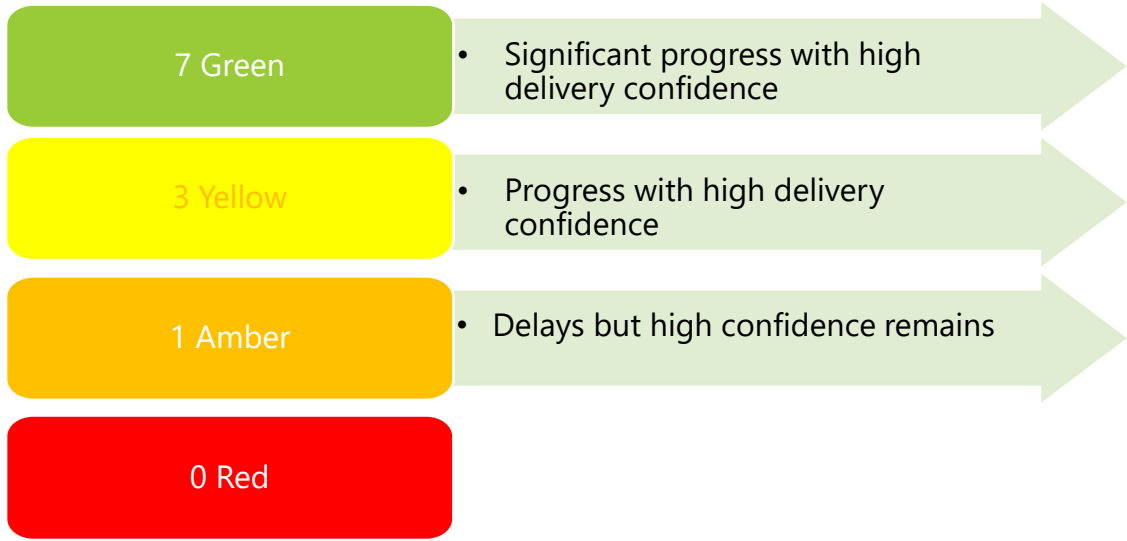 7 Green
• Significant progress with high
delivery confidence
3 Yellow
• Progress with high delivery
confidence
1 Amber
• Delays but high confidence remains
0 Red